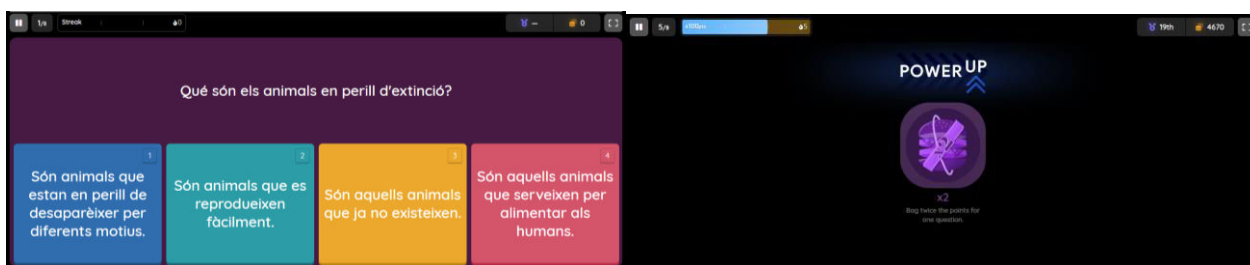 1/8 Streak 0 – 0
Qué són els animals en perill d'extinció?
1
Són animals que
estan en perill de
desaparèixer per
diferents motius.
2
Són animals que es
reprodueixen
fàcilment.
3
Són aquells animals
que ja no existeixen.
4
Són aquells animals
que serveixen per
alimentar als
humans.
5/8 +100pts 5 19th 4670
POWER UP
x2
Bag twice the points for
one question.